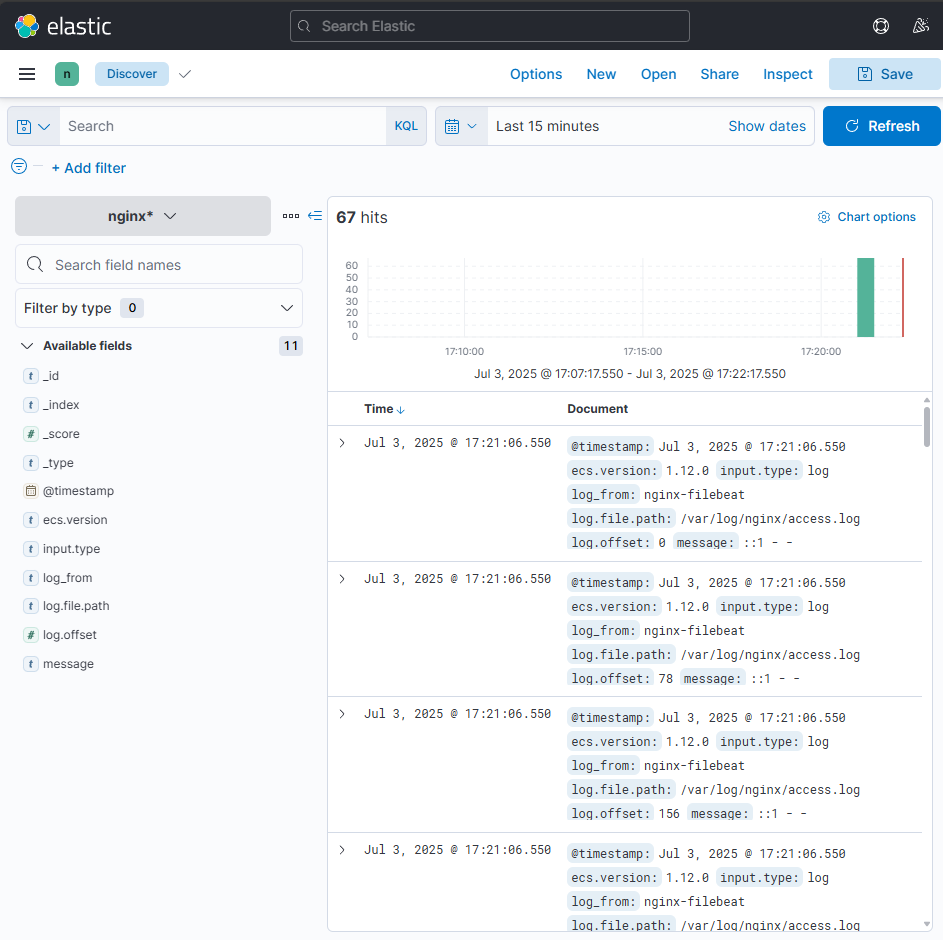 elastic
Search Elastic
n
Discover
Options New Open Share Inspect Save
Search
KQL
Last 15 minutes
Show dates
Refresh
+ Add filter
nginx*
Search field names
Filter by type 0
Available fields 11
t _id
t _index
# _score
t _type
@timestamp
t ecs.version
t input.type
t log_from
t log.file.path
# log.offset
t message
67 hits
Chart options
60
50
40
30
20
10
0
17:10:00 17:15:00 17:20:00
Jul 3, 2025 @ 17:07:17.550 - Jul 3, 2025 @ 17:22:17.550
Time Document
Jul 3, 2025 @ 17:21:06.550
@timestamp: Jul 3, 2025 @ 17:21:06.550
ecs.version: 1.12.0 input.type: log
log_from: nginx-filebeat
log.file.path: /var/log/nginx/access.log
log.offset: 0 message: ::1 - -
Jul 3, 2025 @ 17:21:06.550
@timestamp: Jul 3, 2025 @ 17:21:06.550
ecs.version: 1.12.0 input.type: log
log_from: nginx-filebeat
log.file.path: /var/log/nginx/access.log
log.offset: 78 message: ::1 - -
Jul 3, 2025 @ 17:21:06.550
@timestamp: Jul 3, 2025 @ 17:21:06.550
ecs.version: 1.12.0 input.type: log
log_from: nginx-filebeat
log.file.path: /var/log/nginx/access.log
log.offset: 156 message: ::1 - -
Jul 3, 2025 @ 17:21:06.550
@timestamp: Jul 3, 2025 @ 17:21:06.550
ecs.version: 1.12.0 input.type: log
log_from: nginx-filebeat
log.file.path: /var/log/nginx/access.log